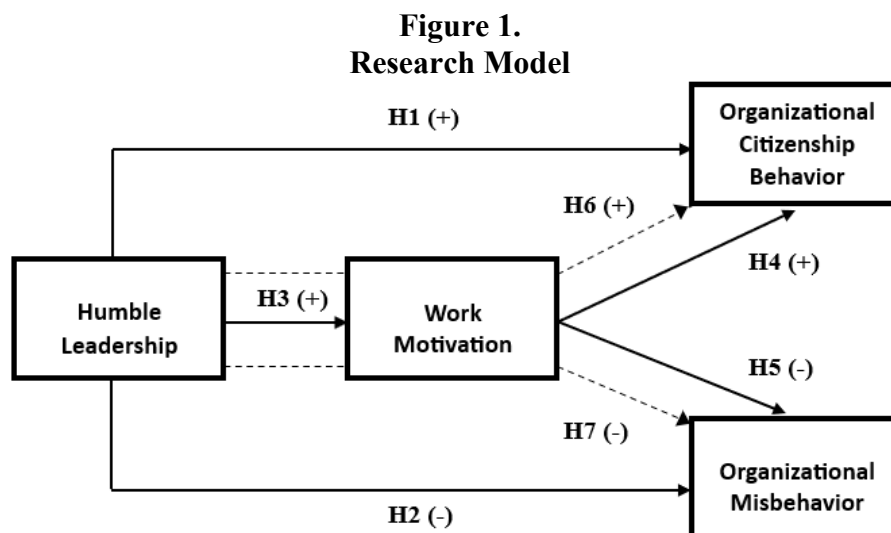 Figure 1.
Research Model
H1 (+)
Organizational
Citizenship
Behavior
H6 (+)
H4 (+)
Humble
Leadership
H3 (+)
Work
Motivation
H5 (-)
H7 (-)
Organizational
Misbehavior
H2 (-)